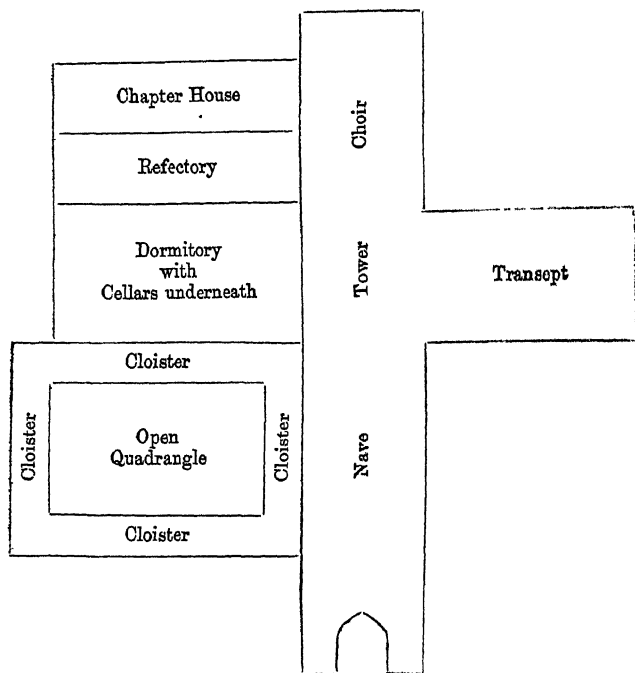 Chapter House
Refectory
Dormitory
with
Cellars underneath
Cloister
Cloister
Open
Quadrangle
Cloister
Cloister
Choir
Tower
Nave
Transept